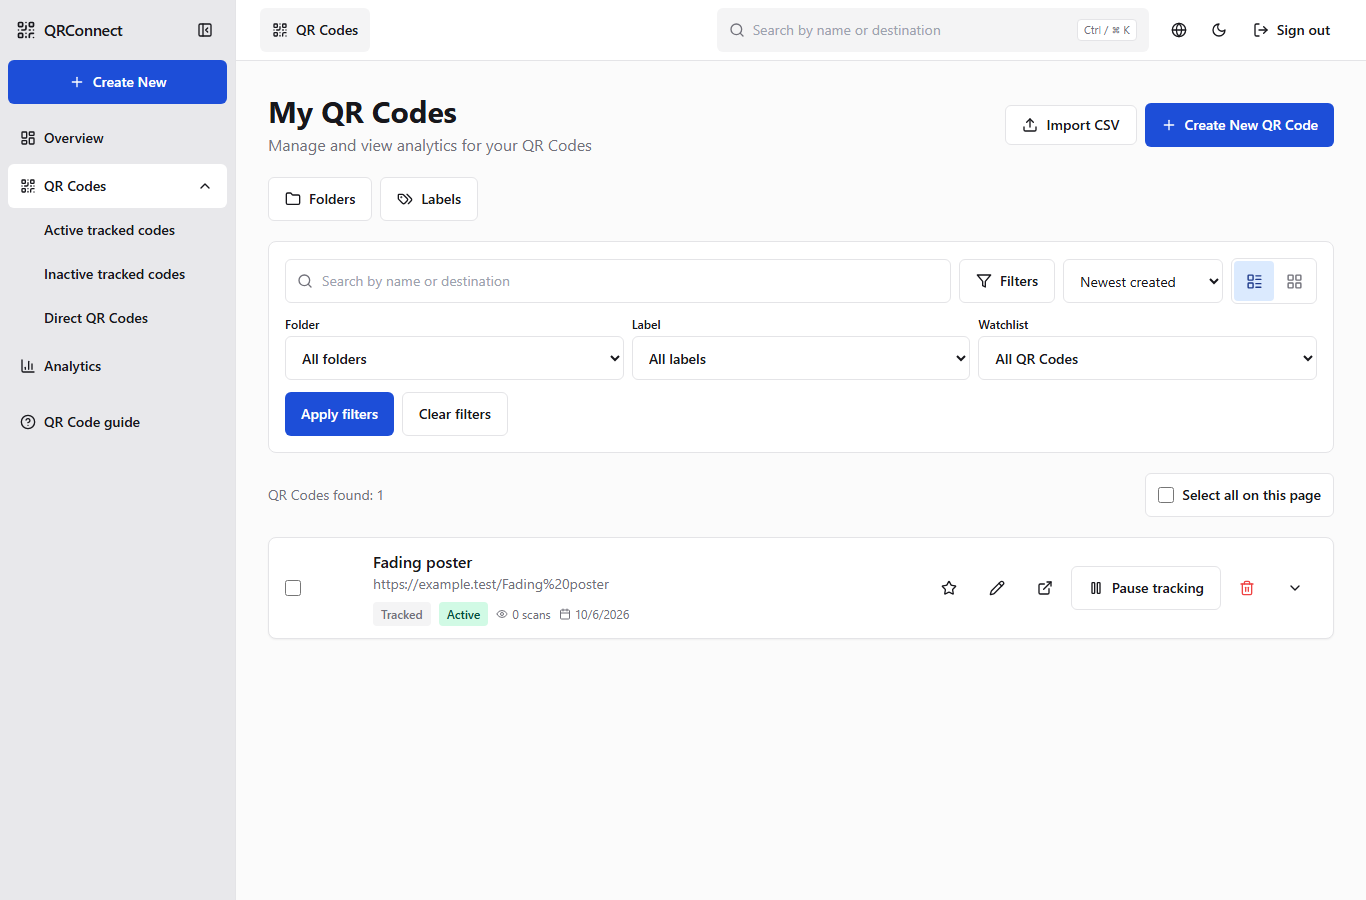 QRConnect
Create New
Overview
QR Codes
Active tracked codes
Inactive tracked codes
Direct QR Codes
Analytics
QR Code guide
QR Codes
Search by name or destination
Ctrl / ⌘ K
Sign out
My QR Codes
Manage and view analytics for your QR Codes
Import CSV
Create New QR Code
Folders
Labels
Search by name or destination
Filters
Newest created
Folder
Label
Watchlist
All folders
All labels
All QR Codes
Apply filters
Clear filters
QR Codes found: 1
Select all on this page
Fading poster
https://example.test/Fading%20poster
Tracked
Active
0 scans
10/6/2026
Pause tracking